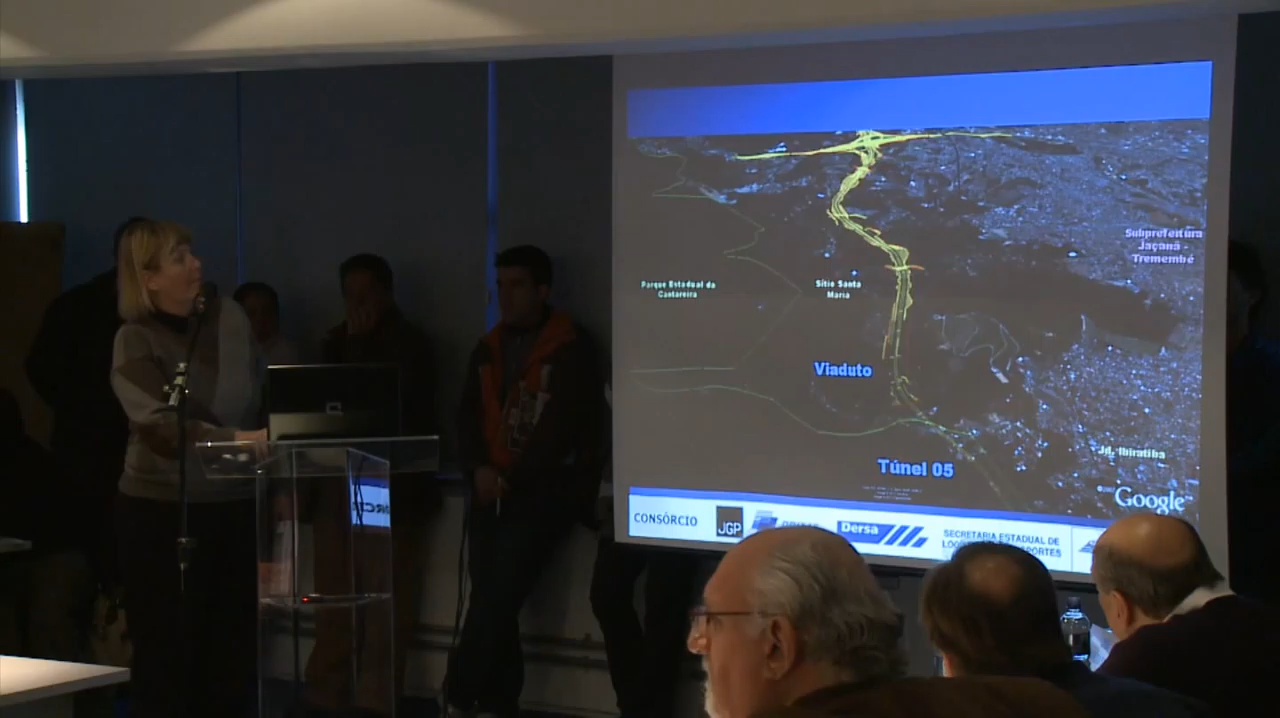 Subprefeitura
Jaçanã -
Tremembé
Parque Estadual da
Cantareira
Sítio Santa
Maria
Viaduto
Jd. Ibiratiba
Túnel 05
Google
CONSÓRCIO
JGP
Dersa
SECRETARIA ESTADUAL DE